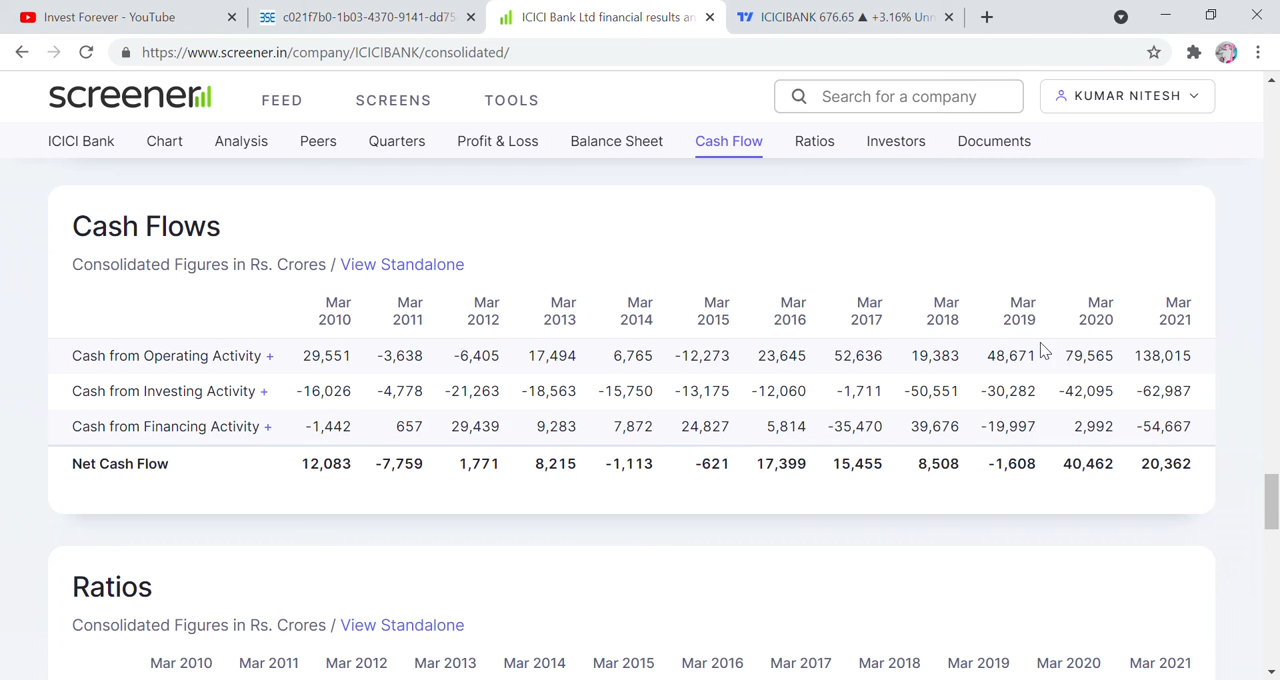 Invest Forever - YouTube
c021f7b0-1b03-4370-9141-dd75
ICICI Bank Ltd financial results an
ICICIBANK 676.65 ▲ +3.16% Unn
https://www.screener.in/company/ICICIBANK/consolidated/
screener
FEED SCREENS TOOLS
Search for a company
KUMAR NITESH
ICICI Bank Chart Analysis Peers Quarters Profit & Loss Balance Sheet Cash Flow Ratios Investors Documents
Cash Flows
Consolidated Figures in Rs. Crores / View Standalone
Mar 2010 Mar 2011 Mar 2012 Mar 2013 Mar 2014 Mar 2015 Mar 2016 Mar 2017 Mar 2018 Mar 2019 Mar 2020 Mar 2021
Cash from Operating Activity + 29,551 -3,638 -6,405 17,494 6,765 -12,273 23,645 52,636 19,383 48,671 79,565 138,015
Cash from Investing Activity + -16,026 -4,778 -21,263 -18,563 -15,750 -13,175 -12,060 -1,711 -50,551 -30,282 -42,095 -62,987
Cash from Financing Activity + -1,442 657 29,439 9,283 7,872 24,827 5,814 -35,470 39,676 -19,997 2,992 -54,667
Net Cash Flow 12,083 -7,759 1,771 8,215 -1,113 -621 17,399 15,455 8,508 -1,608 40,462 20,362
Ratios
Consolidated Figures in Rs. Crores / View Standalone
Mar 2010 Mar 2011 Mar 2012 Mar 2013 Mar 2014 Mar 2015 Mar 2016 Mar 2017 Mar 2018 Mar 2019 Mar 2020 Mar 2021